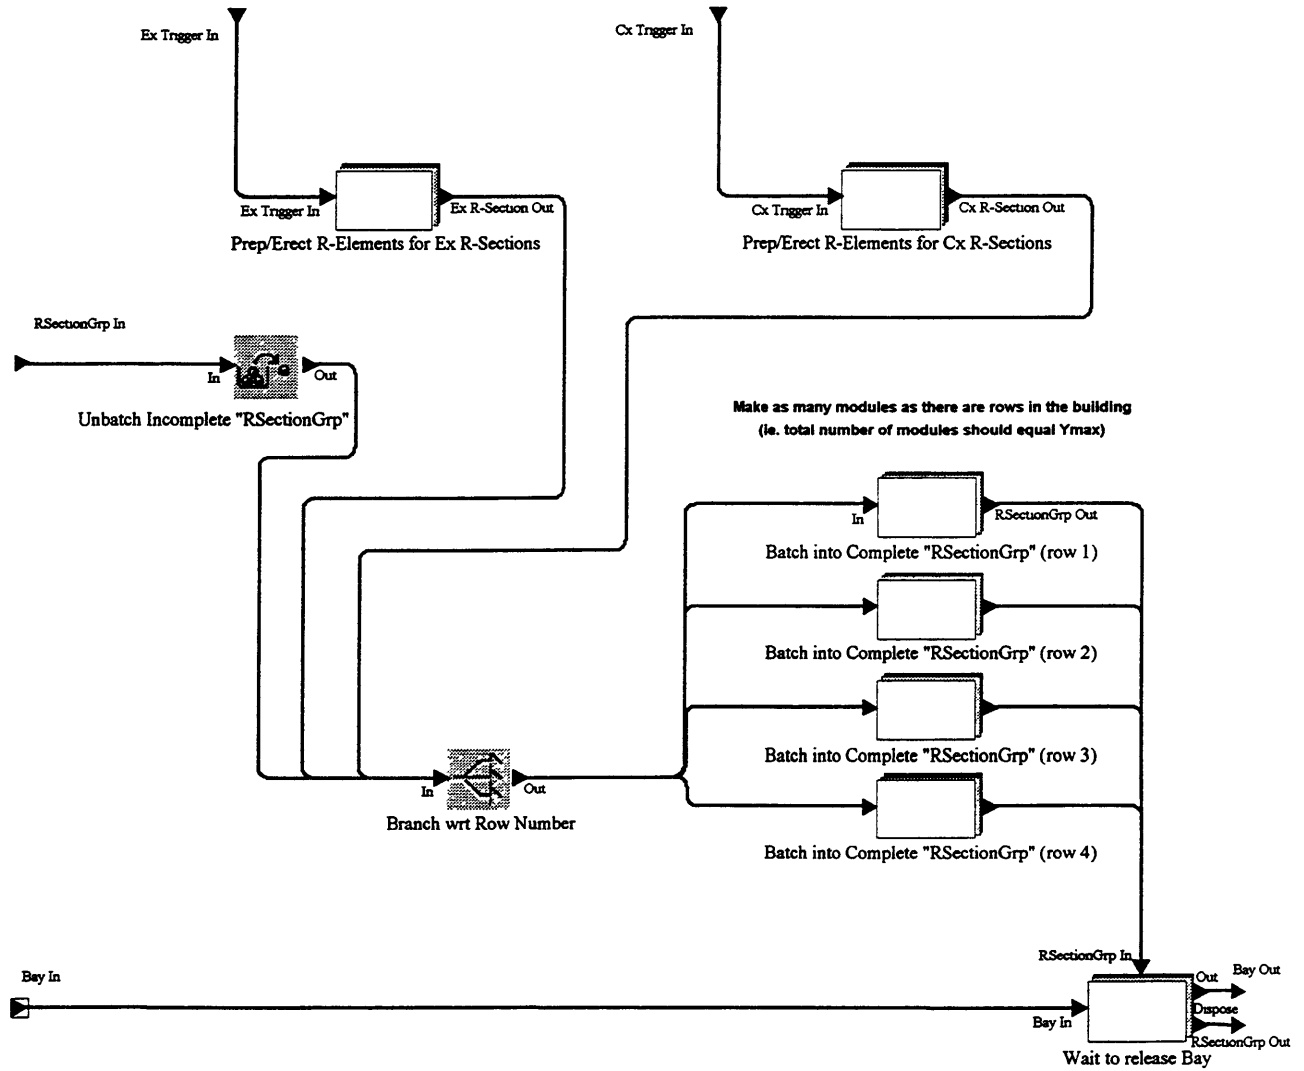 Ex Trigger In
Cx Trigger In
Ex Trigger In
Ex R-Section Out
Cx Trigger In
Cx R-Section Out
Prep/Erect R-Elements for Ex R-Sections
Prep/Erect R-Elements for Cx R-Sections
RSectionGrp In
In
Out
Unbatch Incomplete "RSectionGrp"
Make as many modules as there are rows in the building
(ie. total number of modules should equal Ymax)
In
RSectionGrp Out
Batch into Complete "RSectionGrp" (row 1)
Batch into Complete "RSectionGrp" (row 2)
Batch into Complete "RSectionGrp" (row 3)
In
Out
Branch wrt Row Number
Batch into Complete "RSectionGrp" (row 4)
RSectionGrp In
Bay In
Out
Bay Out
Bay In
Dispose
RSectionGrp Out
Wait to release Bay